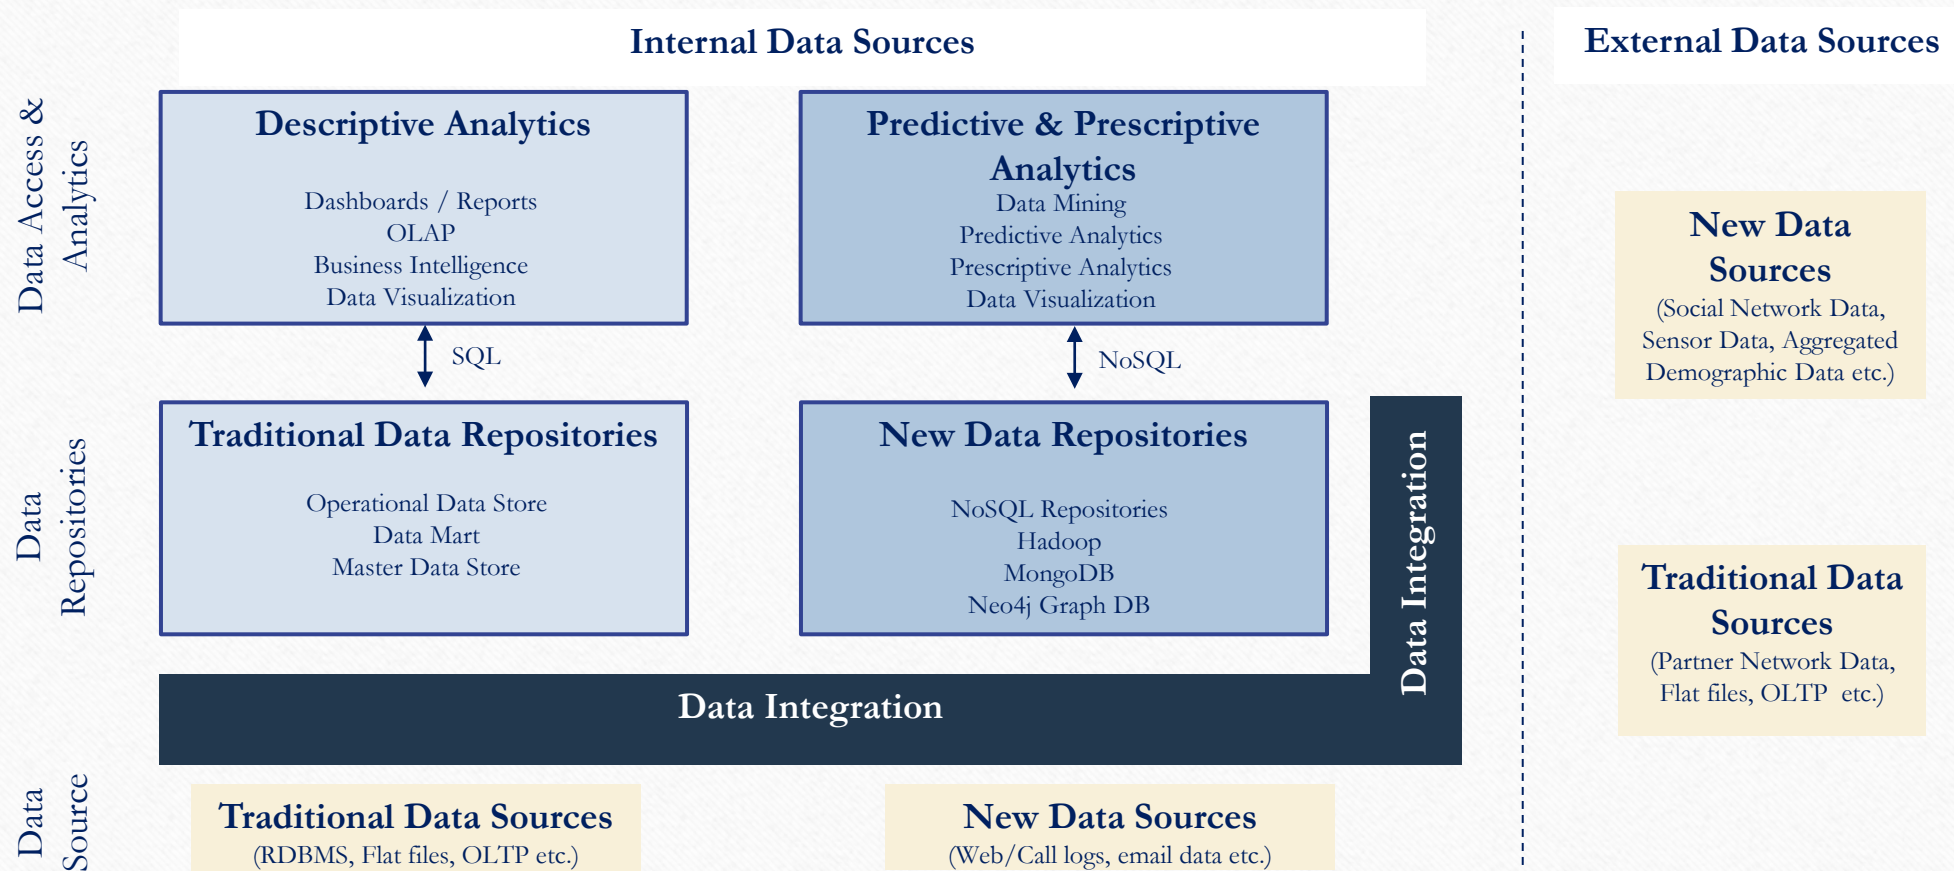 Internal Data Sources
External Data Sources
Data Access &
Analytics
Descriptive Analytics
Dashboards / Reports
OLAP
Business Intelligence
Data Visualization
Predictive & Prescriptive
Analytics
Data Mining
Predictive Analytics
Prescriptive Analytics
Data Visualization
New Data
Sources
(Social Network Data,
Sensor Data, Aggregated
Demographic Data etc.)
SQL
NoSQL
Data
Repositories
Traditional Data Repositories
Operational Data Store
Data Mart
Master Data Store
New Data Repositories
NoSQL Repositories
Hadoop
MongoDB
Neo4j Graph DB
Data Integration
Traditional Data
Sources
(Partner Network Data,
Flat files, OLTP etc.)
Data Integration
Data
Source
Traditional Data Sources
(RDBMS, Flat files, OLTP etc.)
New Data Sources
(Web/Call logs, email data etc.)